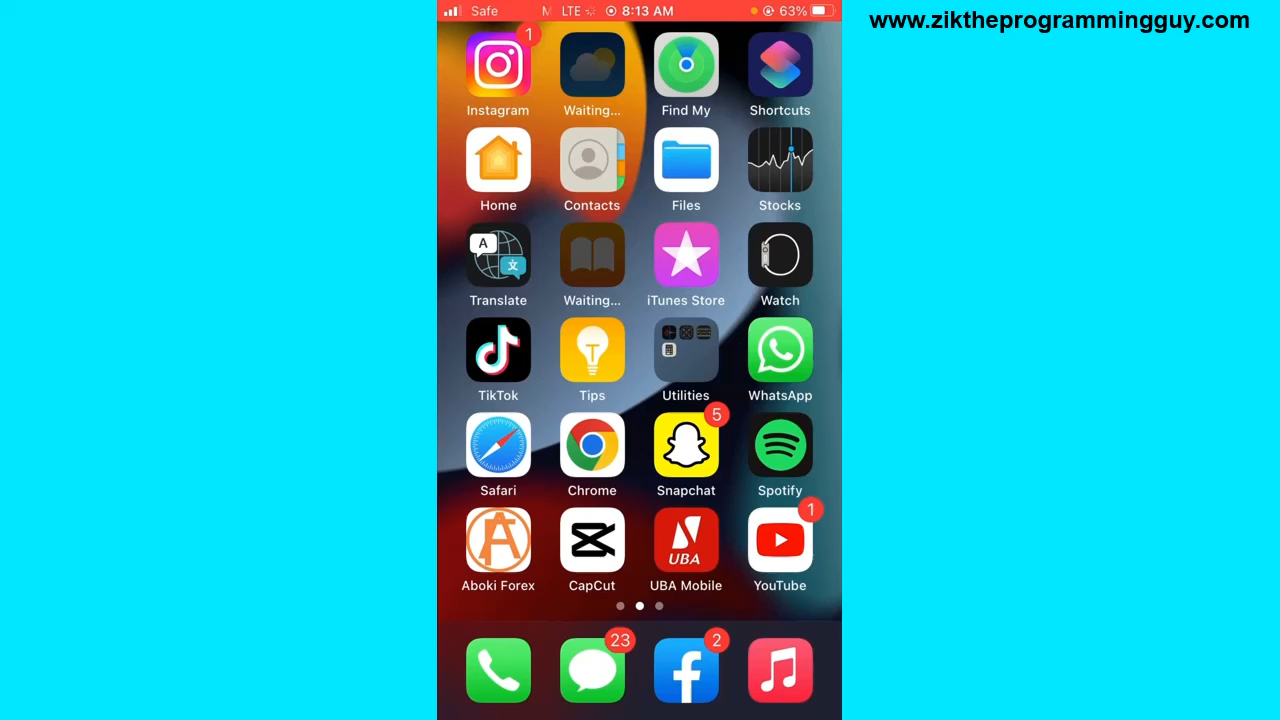 Safe M LTE 8:13 AM 63%
www.ziktheprogrammingguy.com
1
Instagram Waiting... Find My Shortcuts
Home Contacts Files Stocks
A 文
Translate Waiting... iTunes Store Watch
TikTok Tips Utilities WhatsApp
5
Safari Chrome Snapchat Spotify
1
UBA
Aboki Forex CapCut UBA Mobile YouTube
23 2